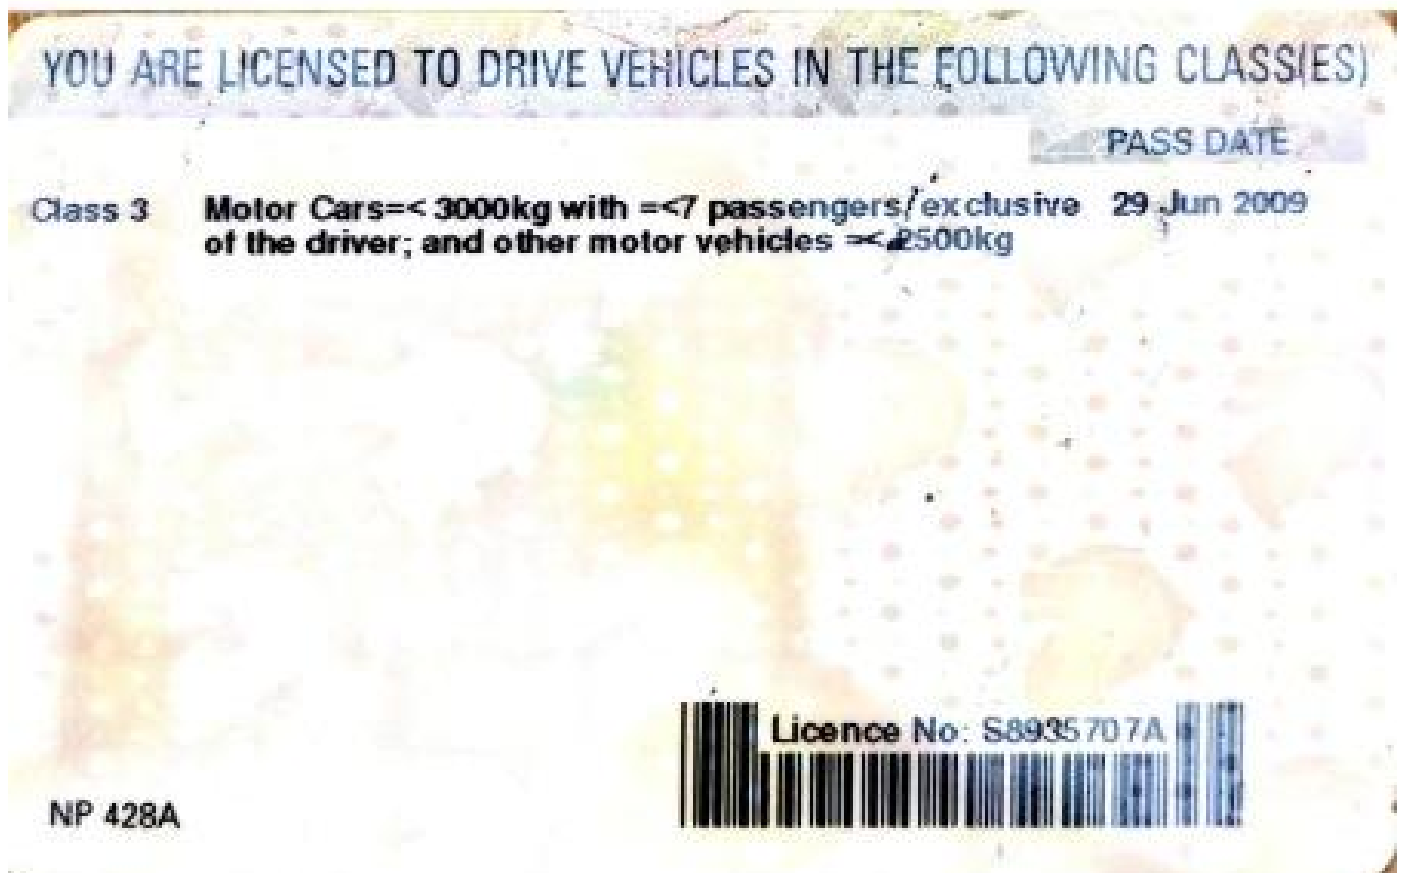 YOU ARE LICENSED TO DRIVE VEHICLES IN THE FOLLOWING CLASS(ES)
PASS DATE
Class 3 Motor Cars=< 3000kg with =<7 passengers/exclusive 29 Jun 2009
of the driver; and other motor vehicles =< 2500kg
Licence No: S8935707A
NP 428A